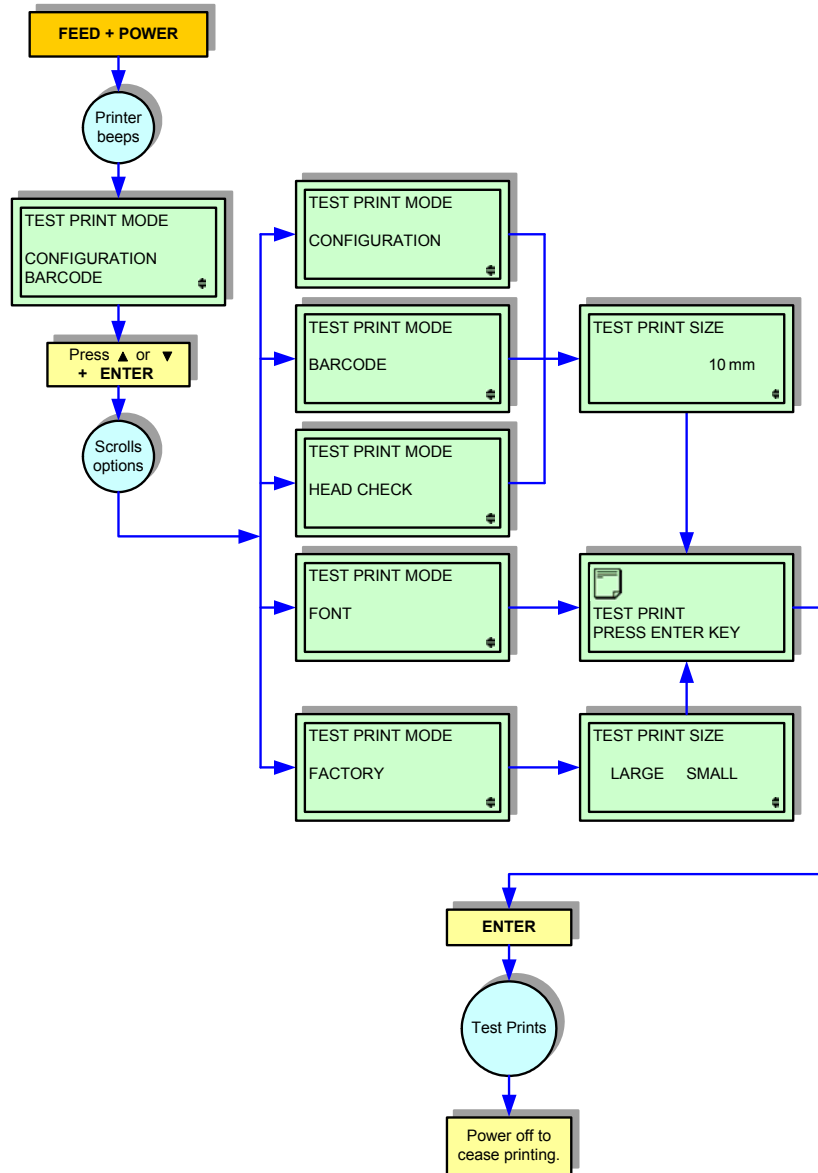 FEED + POWER
Printer
beeps
TEST PRINT MODE
CONFIGURATION
BARCODE
Press ▲ or ▼
+ ENTER
Scrolls
options
TEST PRINT MODE
CONFIGURATION
TEST PRINT MODE
BARCODE
TEST PRINT MODE
HEAD CHECK
TEST PRINT MODE
FONT
TEST PRINT MODE
FACTORY
TEST PRINT SIZE
10 mm
TEST PRINT
PRESS ENTER KEY
TEST PRINT SIZE
LARGE SMALL
ENTER
Test Prints
Power off to
cease printing.